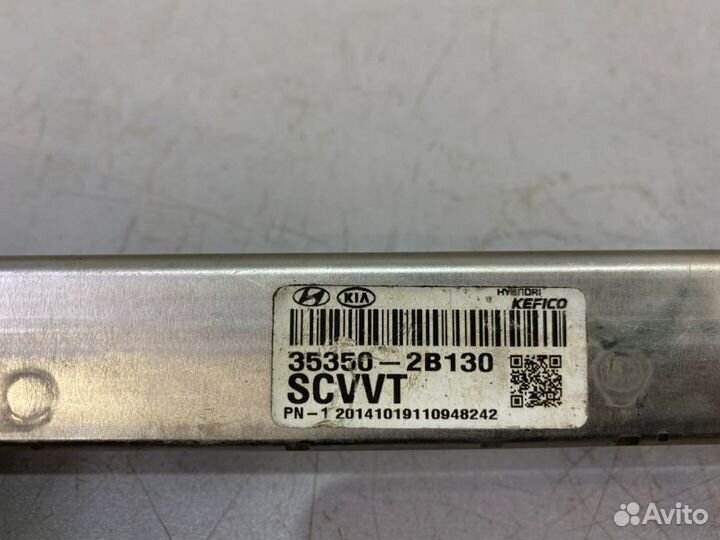 KIA
HYUNDAI
KEFICO
35350-2B130
SCVVT
PN-1 20141019110948242
Avito